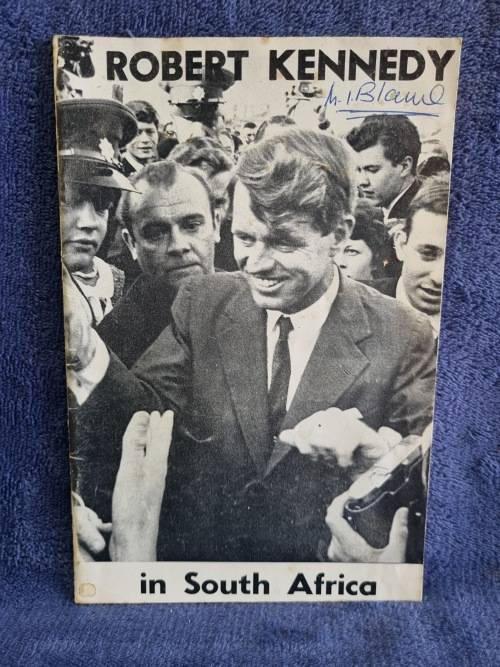 ROBERT KENNEDY
M. I. Bland
in South Africa